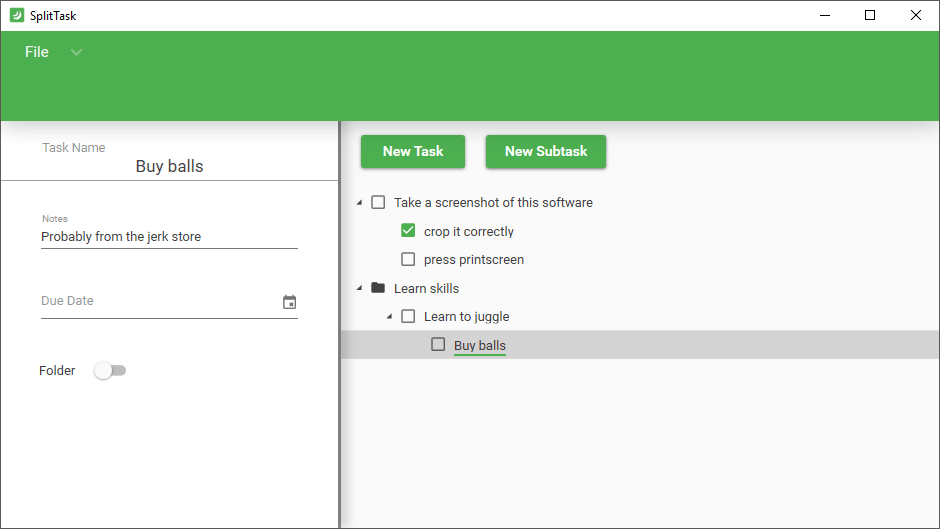 SplitTask
File
Task Name
Buy balls
Notes
Probably from the jerk store
Due Date
Folder
New Task
New Subtask
Take a screenshot of this software
crop it correctly
press printscreen
Learn skills
Learn to juggle
Buy balls